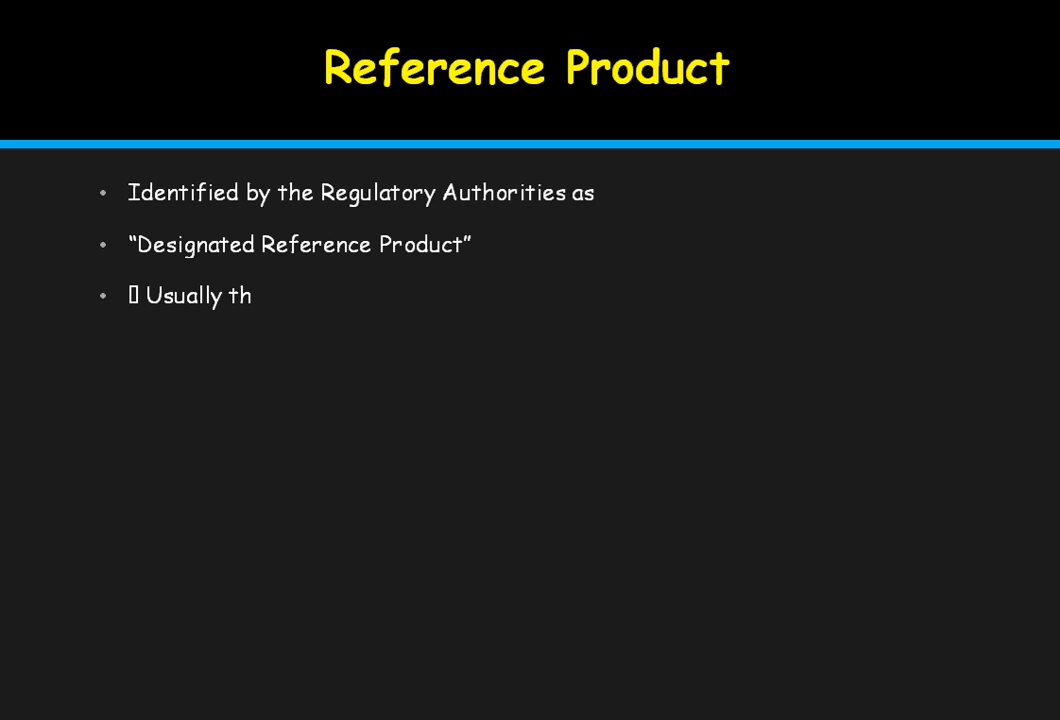 Reference Product
• Identified by the Regulatory Authorities as
• “Designated Reference Product”
• ▯ Usually th